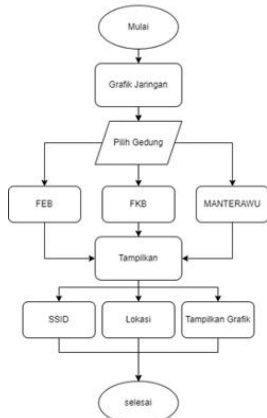 Mulai
Grafik Jaringan
Pilih Gedung
FEB
FKB
MANTERAWU
Tampilkan
SSID
Lokasi
Tampilkan Grafik
selesai